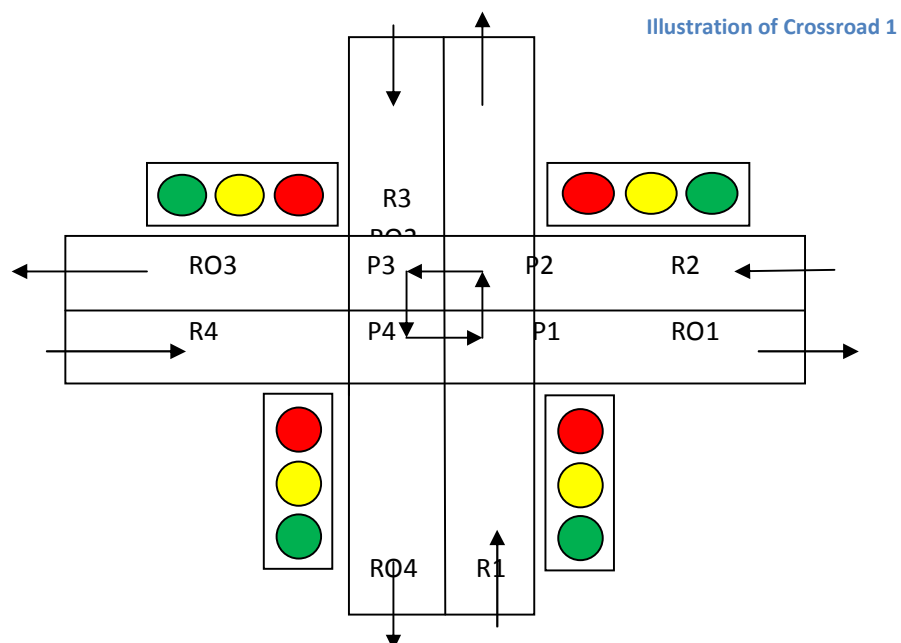 Illustration of Crossroad 1
R3
RO3 P3 P2 R2
R4 P4 P1 RO1
RO4 R1